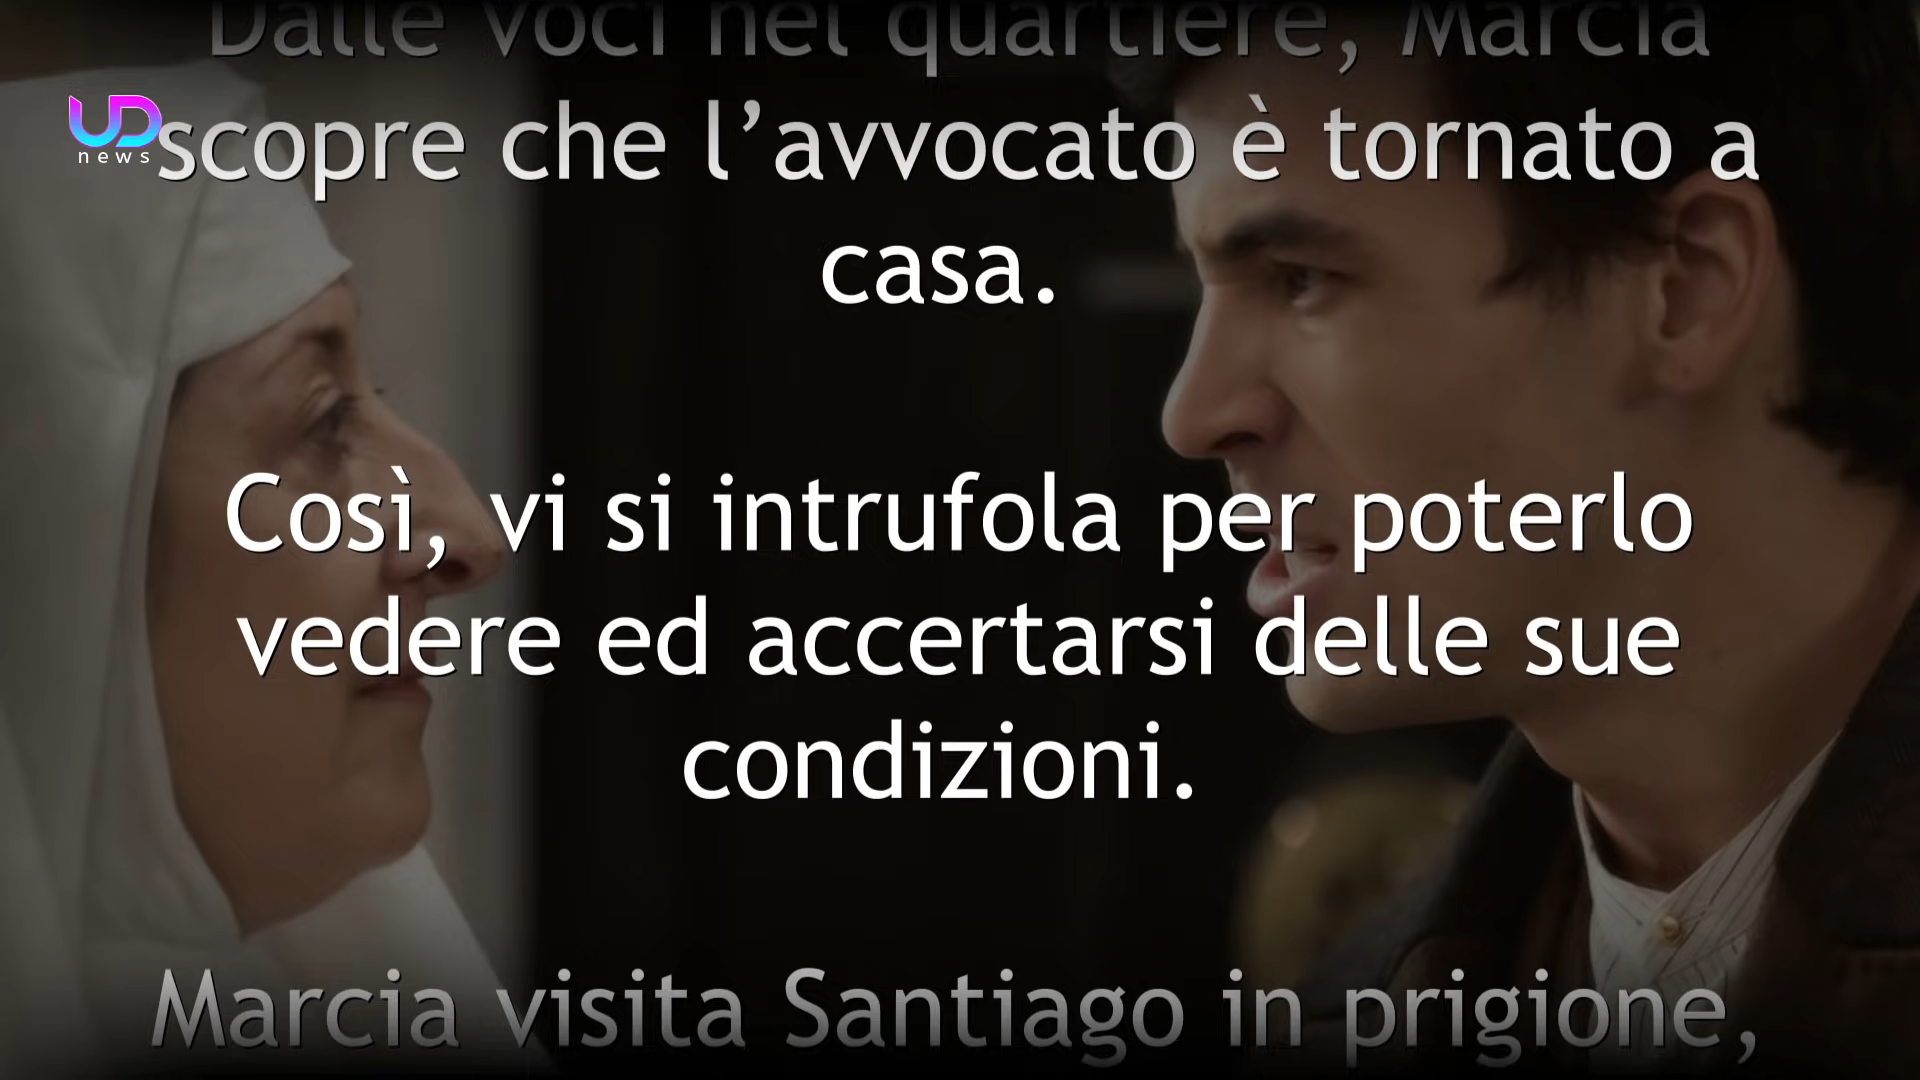 Dalle voci nel quartiere, Marcia
UD
news
scopre che l’avvocato è tornato a
casa.
Così, vi si intrufola per poterlo
vedere ed accertarsi delle sue
condizioni.
Marcia visita Santiago in prigione,